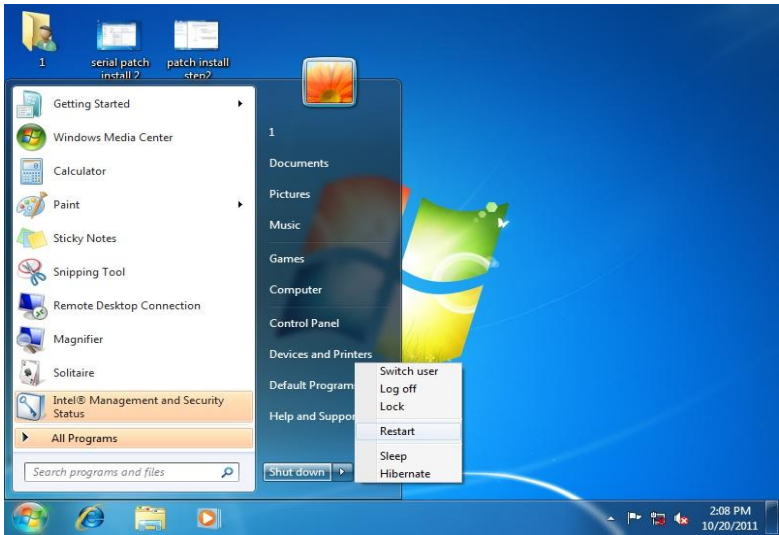 1
serial patch
install 2
patch install
step2
Getting Started
Windows Media Center
Calculator
Paint
Sticky Notes
Snipping Tool
Remote Desktop Connection
Magnifier
Solitaire
Intel® Management and Security
Status
All Programs
Search programs and files
1
Documents
Pictures
Music
Games
Computer
Control Panel
Devices and Printers
Default Program
Help and Suppor
Shut down
Switch user
Log off
Lock
Restart
Sleep
Hibernate
2:08 PM
10/20/2011